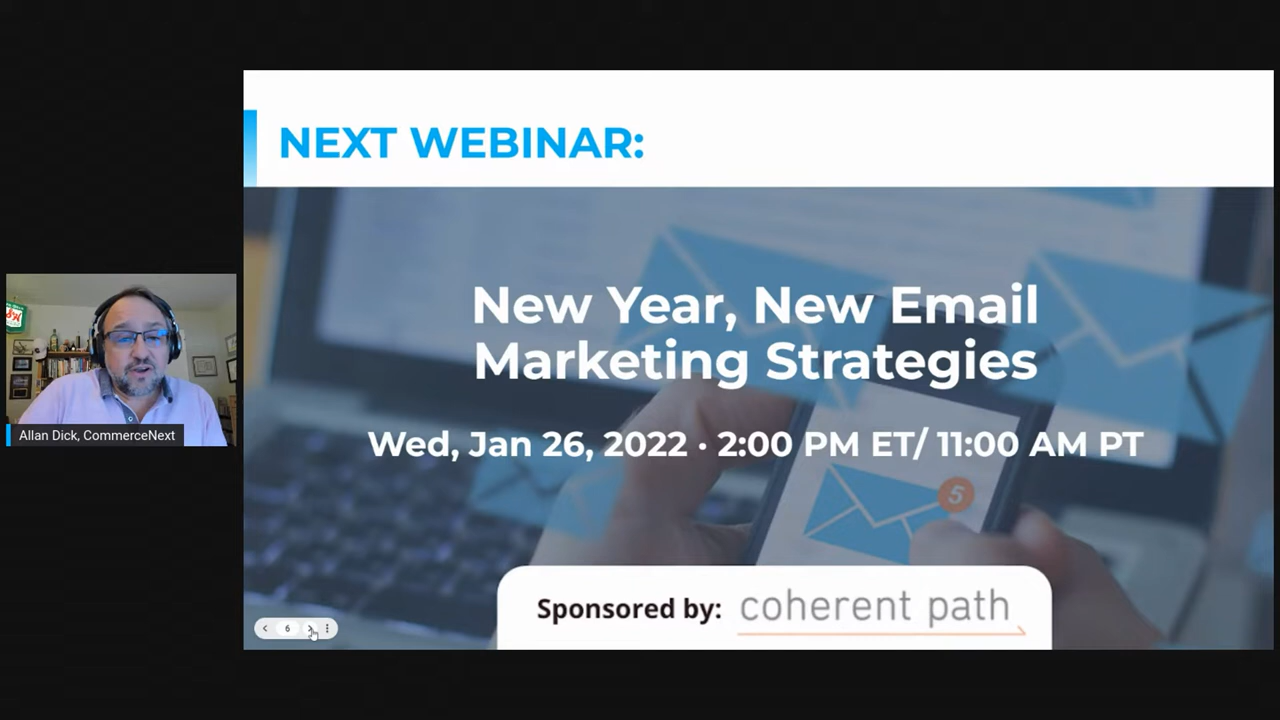 NEXT WEBINAR:
New Year, New Email
Marketing Strategies
Wed, Jan 26, 2022 · 2:00 PM ET/ 11:00 AM PT
5
Sponsored by: coherent path
6
Allan Dick, CommerceNext